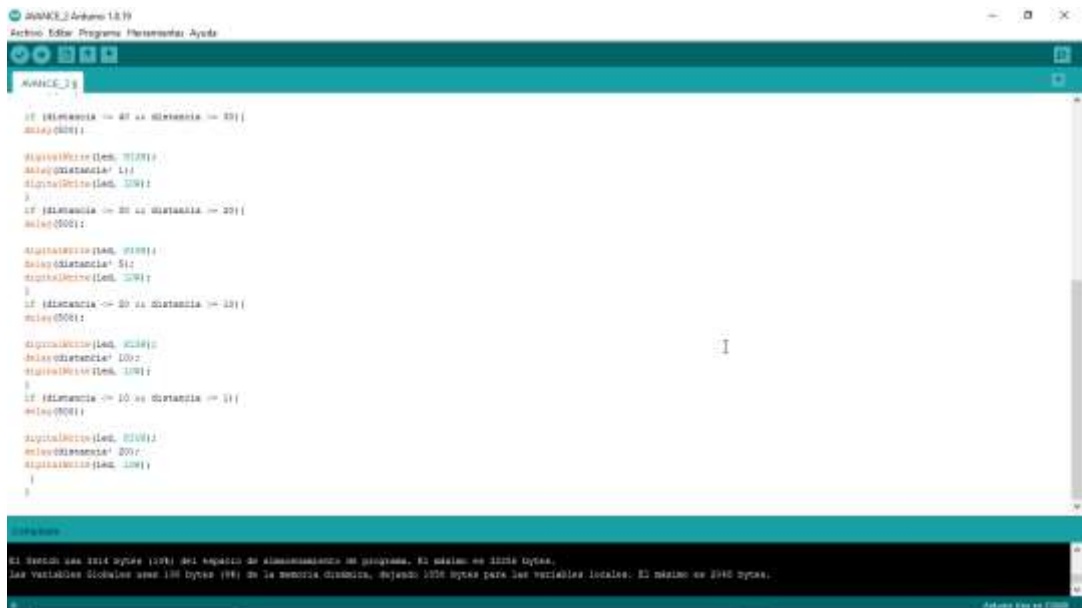 AVANCE_2 Arduino 1.8.19
Archivo Editar Programa Herramientas Ayuda
AVANCE_2 §
if (distancia <= 40 && distancia >= 30){
delay(500);
digitalWrite(led, HIGH);
delay(distancia* 1);
digitalWrite(led, LOW);
}
if (distancia <= 30 && distancia >= 20){
delay(500);
digitalWrite(led, HIGH);
delay(distancia* 5);
digitalWrite(led, LOW);
}
if (distancia <= 20 && distancia >= 10){
delay(500);
digitalWrite(led, HIGH);
delay(distancia* 10);
digitalWrite(led, LOW);
}
if (distancia <= 10 && distancia >= 1){
delay(500);
digitalWrite(led, HIGH);
delay(distancia* 20);
digitalWrite(led, LOW);
}
}
El Sketch usa bytes del espacio de almacenamiento de programa. El máximo es bytes.
Las variables Globales usan bytes de la memoria dinámica, dejando bytes para las variables locales. El máximo es bytes.